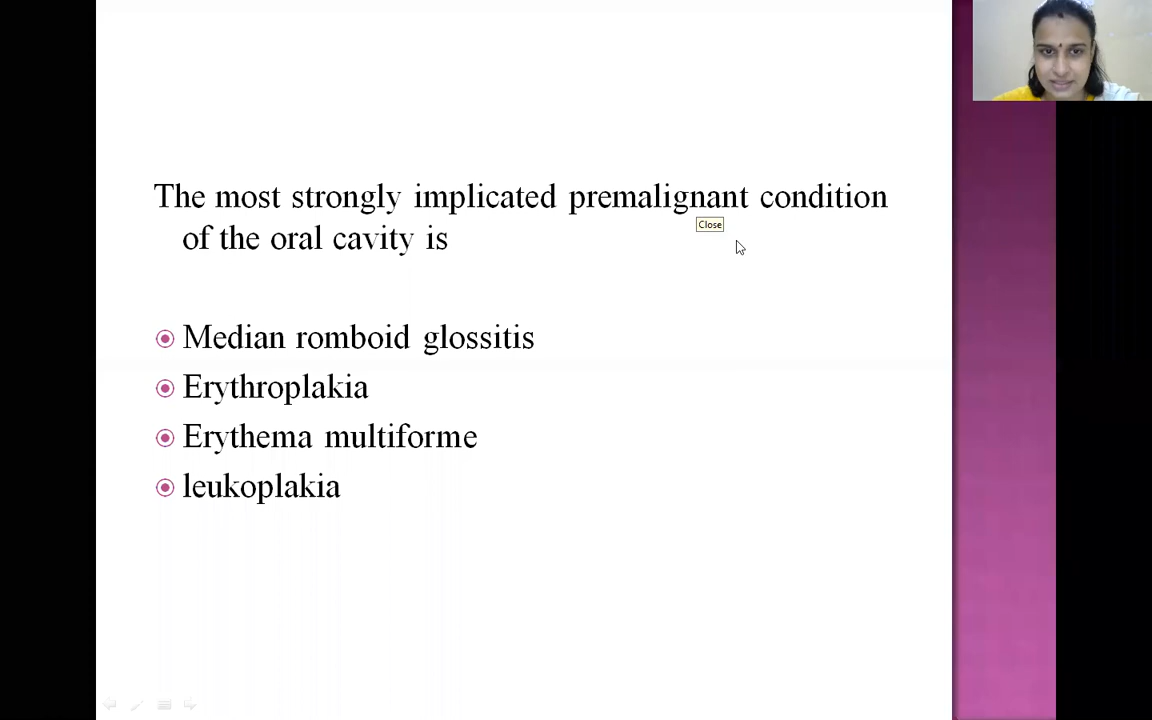 The most strongly implicated premalignant condition
of the oral cavity is
Close
Median romboid glossitis
Erythroplakia
Erythema multiforme
leukoplakia